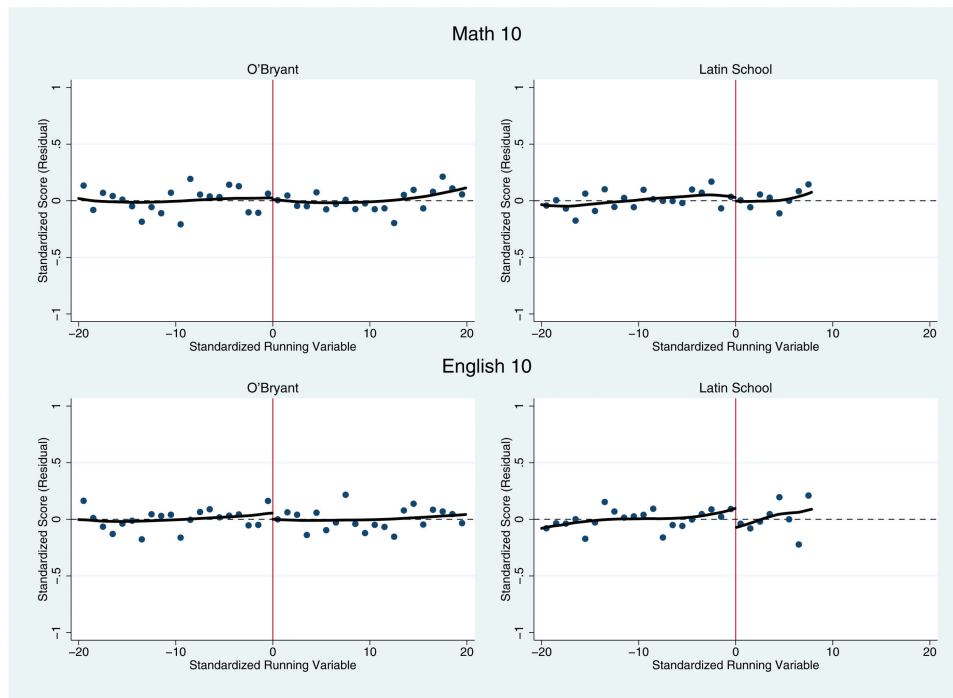 Math 10
O'Bryant
Latin School
Standardized Score (Residual)
1
.5
0
−.5
−1
−20
−10
0
10
20
Standardized Running Variable
Standardized Score (Residual)
1
.5
0
−.5
−1
−20
−10
0
10
20
Standardized Running Variable
English 10
O'Bryant
Latin School
Standardized Score (Residual)
1
.5
0
−.5
−1
−20
−10
0
10
20
Standardized Running Variable
Standardized Score (Residual)
1
.5
0
−.5
−1
−20
−10
0
10
20
Standardized Running Variable